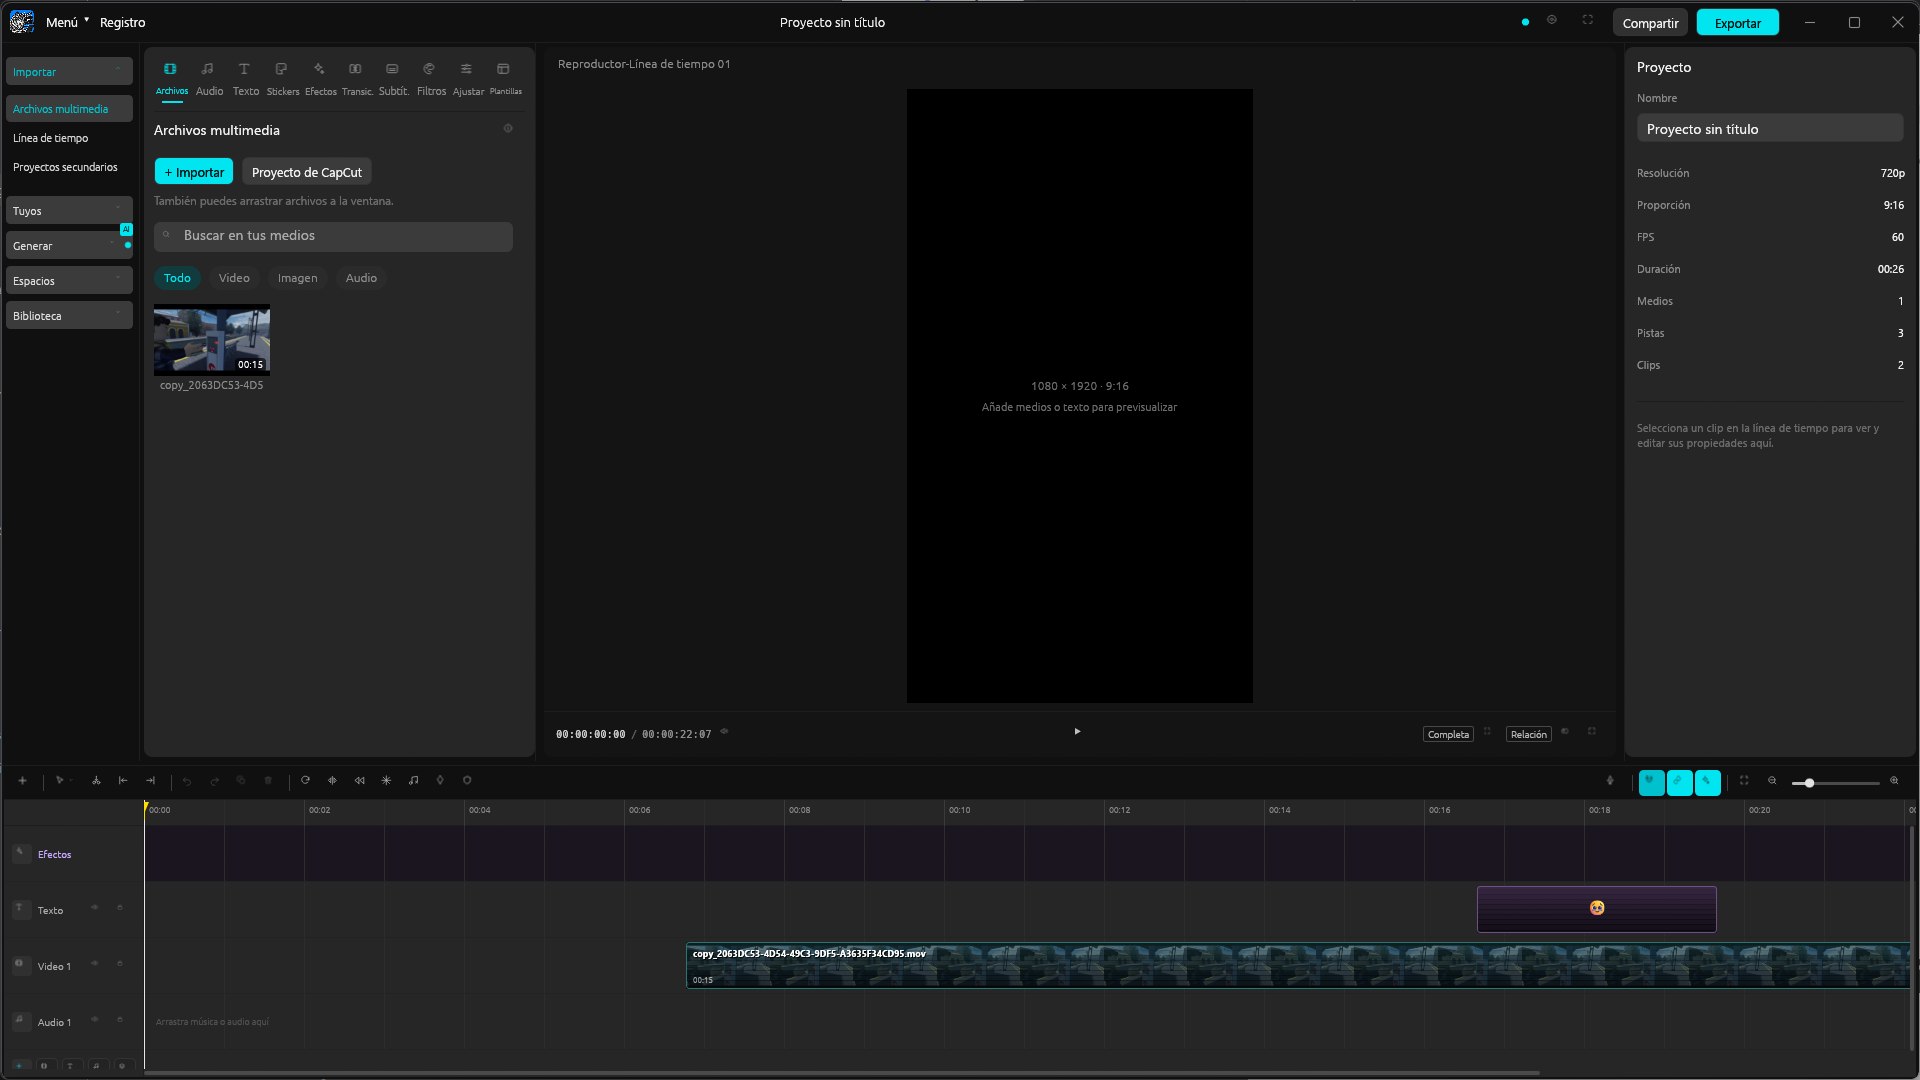 Menú Registro Proyecto sin título Compartir Exportar
Importar
Archivos multimedia
Línea de tiempo
Proyectos secundarios
Tuyos
AI
Generar
Espacios
Biblioteca
Archivos Audio Texto Stickers Efectos Transic. Subtít. Filtros Ajustar Plantillas
Archivos multimedia
+ Importar Proyecto de CapCut
También puedes arrastrar archivos a la ventana.
Buscar en tus medios
Todo Video Imagen Audio
00:15
copy_2063DC53-4D5
Reproductor-Línea de tiempo 01
1080 × 1920 · 9:16
Añade medios o texto para previsualizar
00:00:00:00 / 00:00:22:07 Completa Relación
Proyecto
Nombre
Proyecto sin título
Resolución 720p
Proporción 9:16
FPS 60
Duración 00:26
Medios 1
Pistas 3
Clips 2
Selecciona un clip en la línea de tiempo para ver y
editar sus propiedades aquí.
00:00 00:02 00:04 00:06 00:08 00:10 00:12 00:14 00:16 00:18 00:20
Efectos
Texto
Video 1
copy_2063DC53-4D54-49C3-9DF5-A3635F34CD95.mov
00:15
Audio 1 Arrastra música o audio aquí